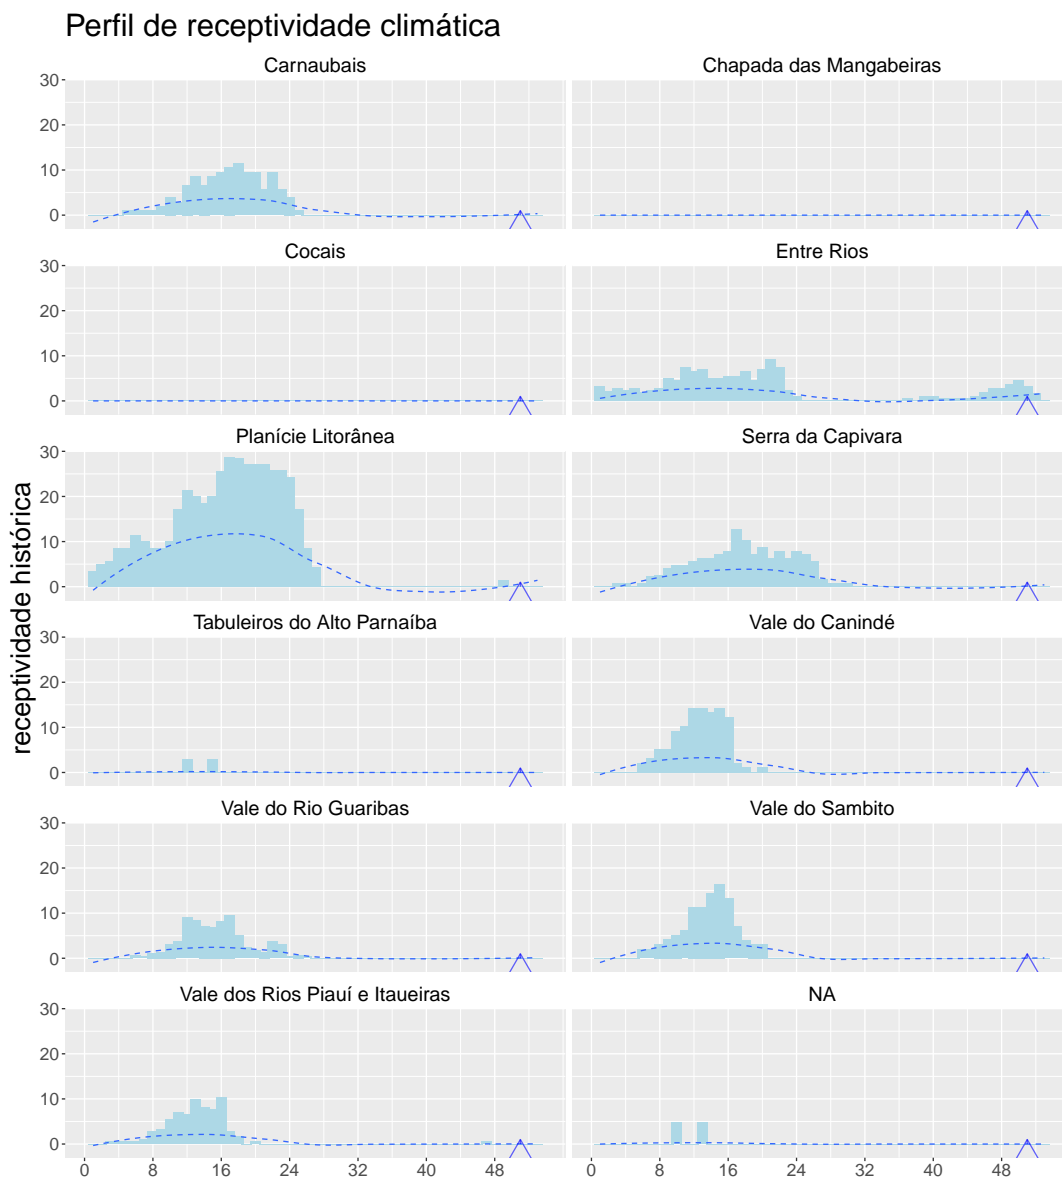 Perfil de receptividade climática
Carnaubais
Chapada das Mangabeiras
30
20
10
0
Cocais
Entre Rios
30
20
10
0
Planície Litorânea
Serra da Capivara
30
20
10
0
receptividade histórica
Tabuleiros do Alto Parnaíba
Vale do Canindé
30
20
10
0
Vale do Rio Guaribas
Vale do Sambito
30
20
10
0
Vale dos Rios Piauí e Itaueiras
NA
30
20
10
0
0 8 16 24 32 40 48
0 8 16 24 32 40 48